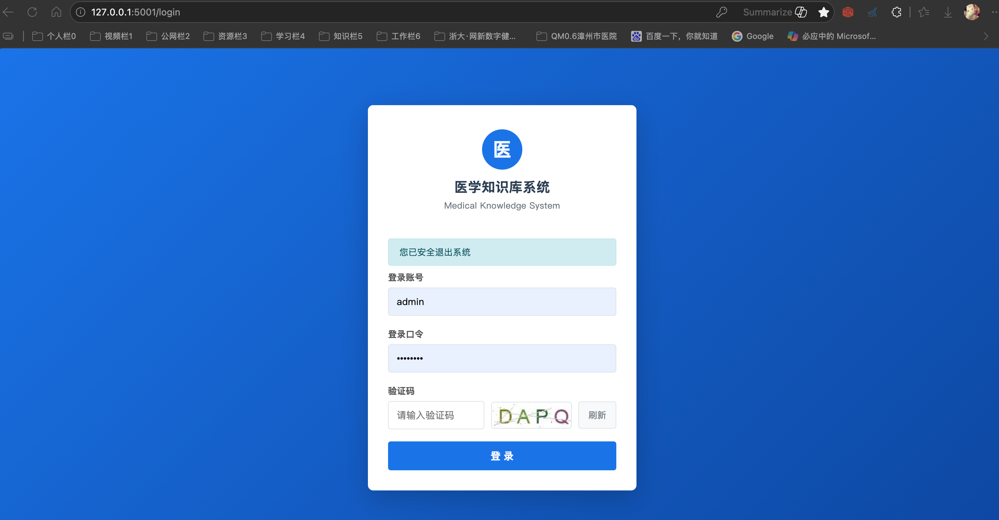 127.0.0.1:5001/login
Summarize
个人栏0 视频栏1 公网栏2 资源栏3 学习栏4 知识栏5 工作栏6 浙大·网新数字健... QM0.6漳州市医院 百度一下，你就知道 Google 必应中的 Microsof...
医
医学知识库系统
Medical Knowledge System
您已安全退出系统
登录账号
admin
登录口令
••••••••
验证码
请输入验证码 DAPQ 刷新
登 录